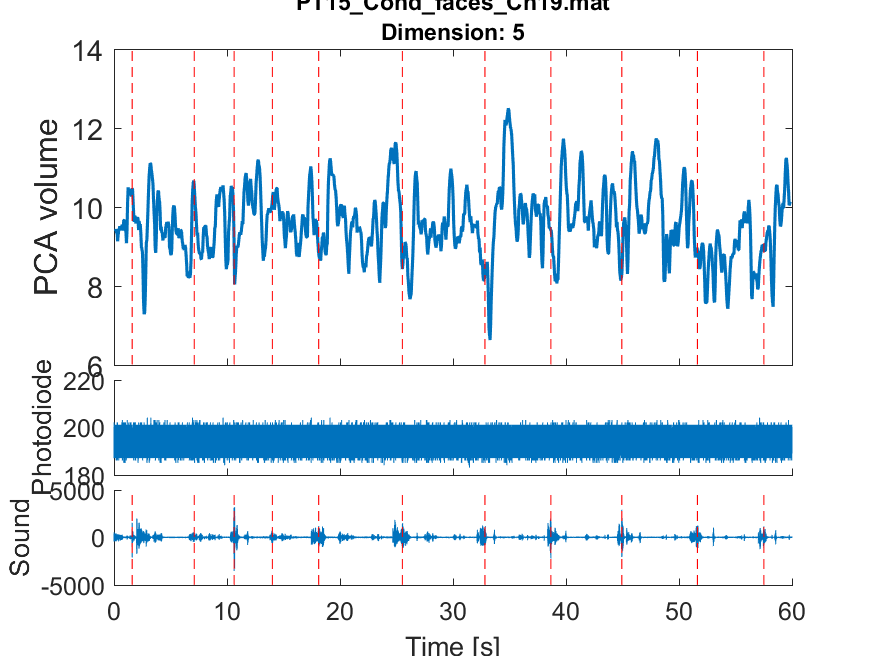 PT15_Cond_faces_Ch19.mat
Dimension: 5
14
12
10
8
6
PCA volume
220
200
180
Photodiode
5000
0
-5000
Sound
0 10 20 30 40 50 60
Time [s]